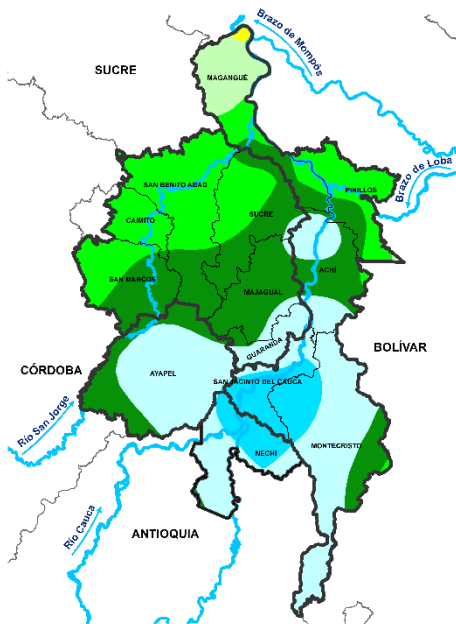 Brazo de Mompós
SUCRE
MAGANGUÉ
Brazo de Loba
SAN BENITO ABAD
PINILLOS
SUCRE
CAIMITO
ACHÍ
SAN MARCOS
MAJAGUAL
GUARANDA
BOLÍVAR
CÓRDOBA
AYAPEL
SAN JACINTO DEL CAUCA
Río San Jorge
MONTECRISTO
NECHÍ
Río Cauca
ANTIOQUIA